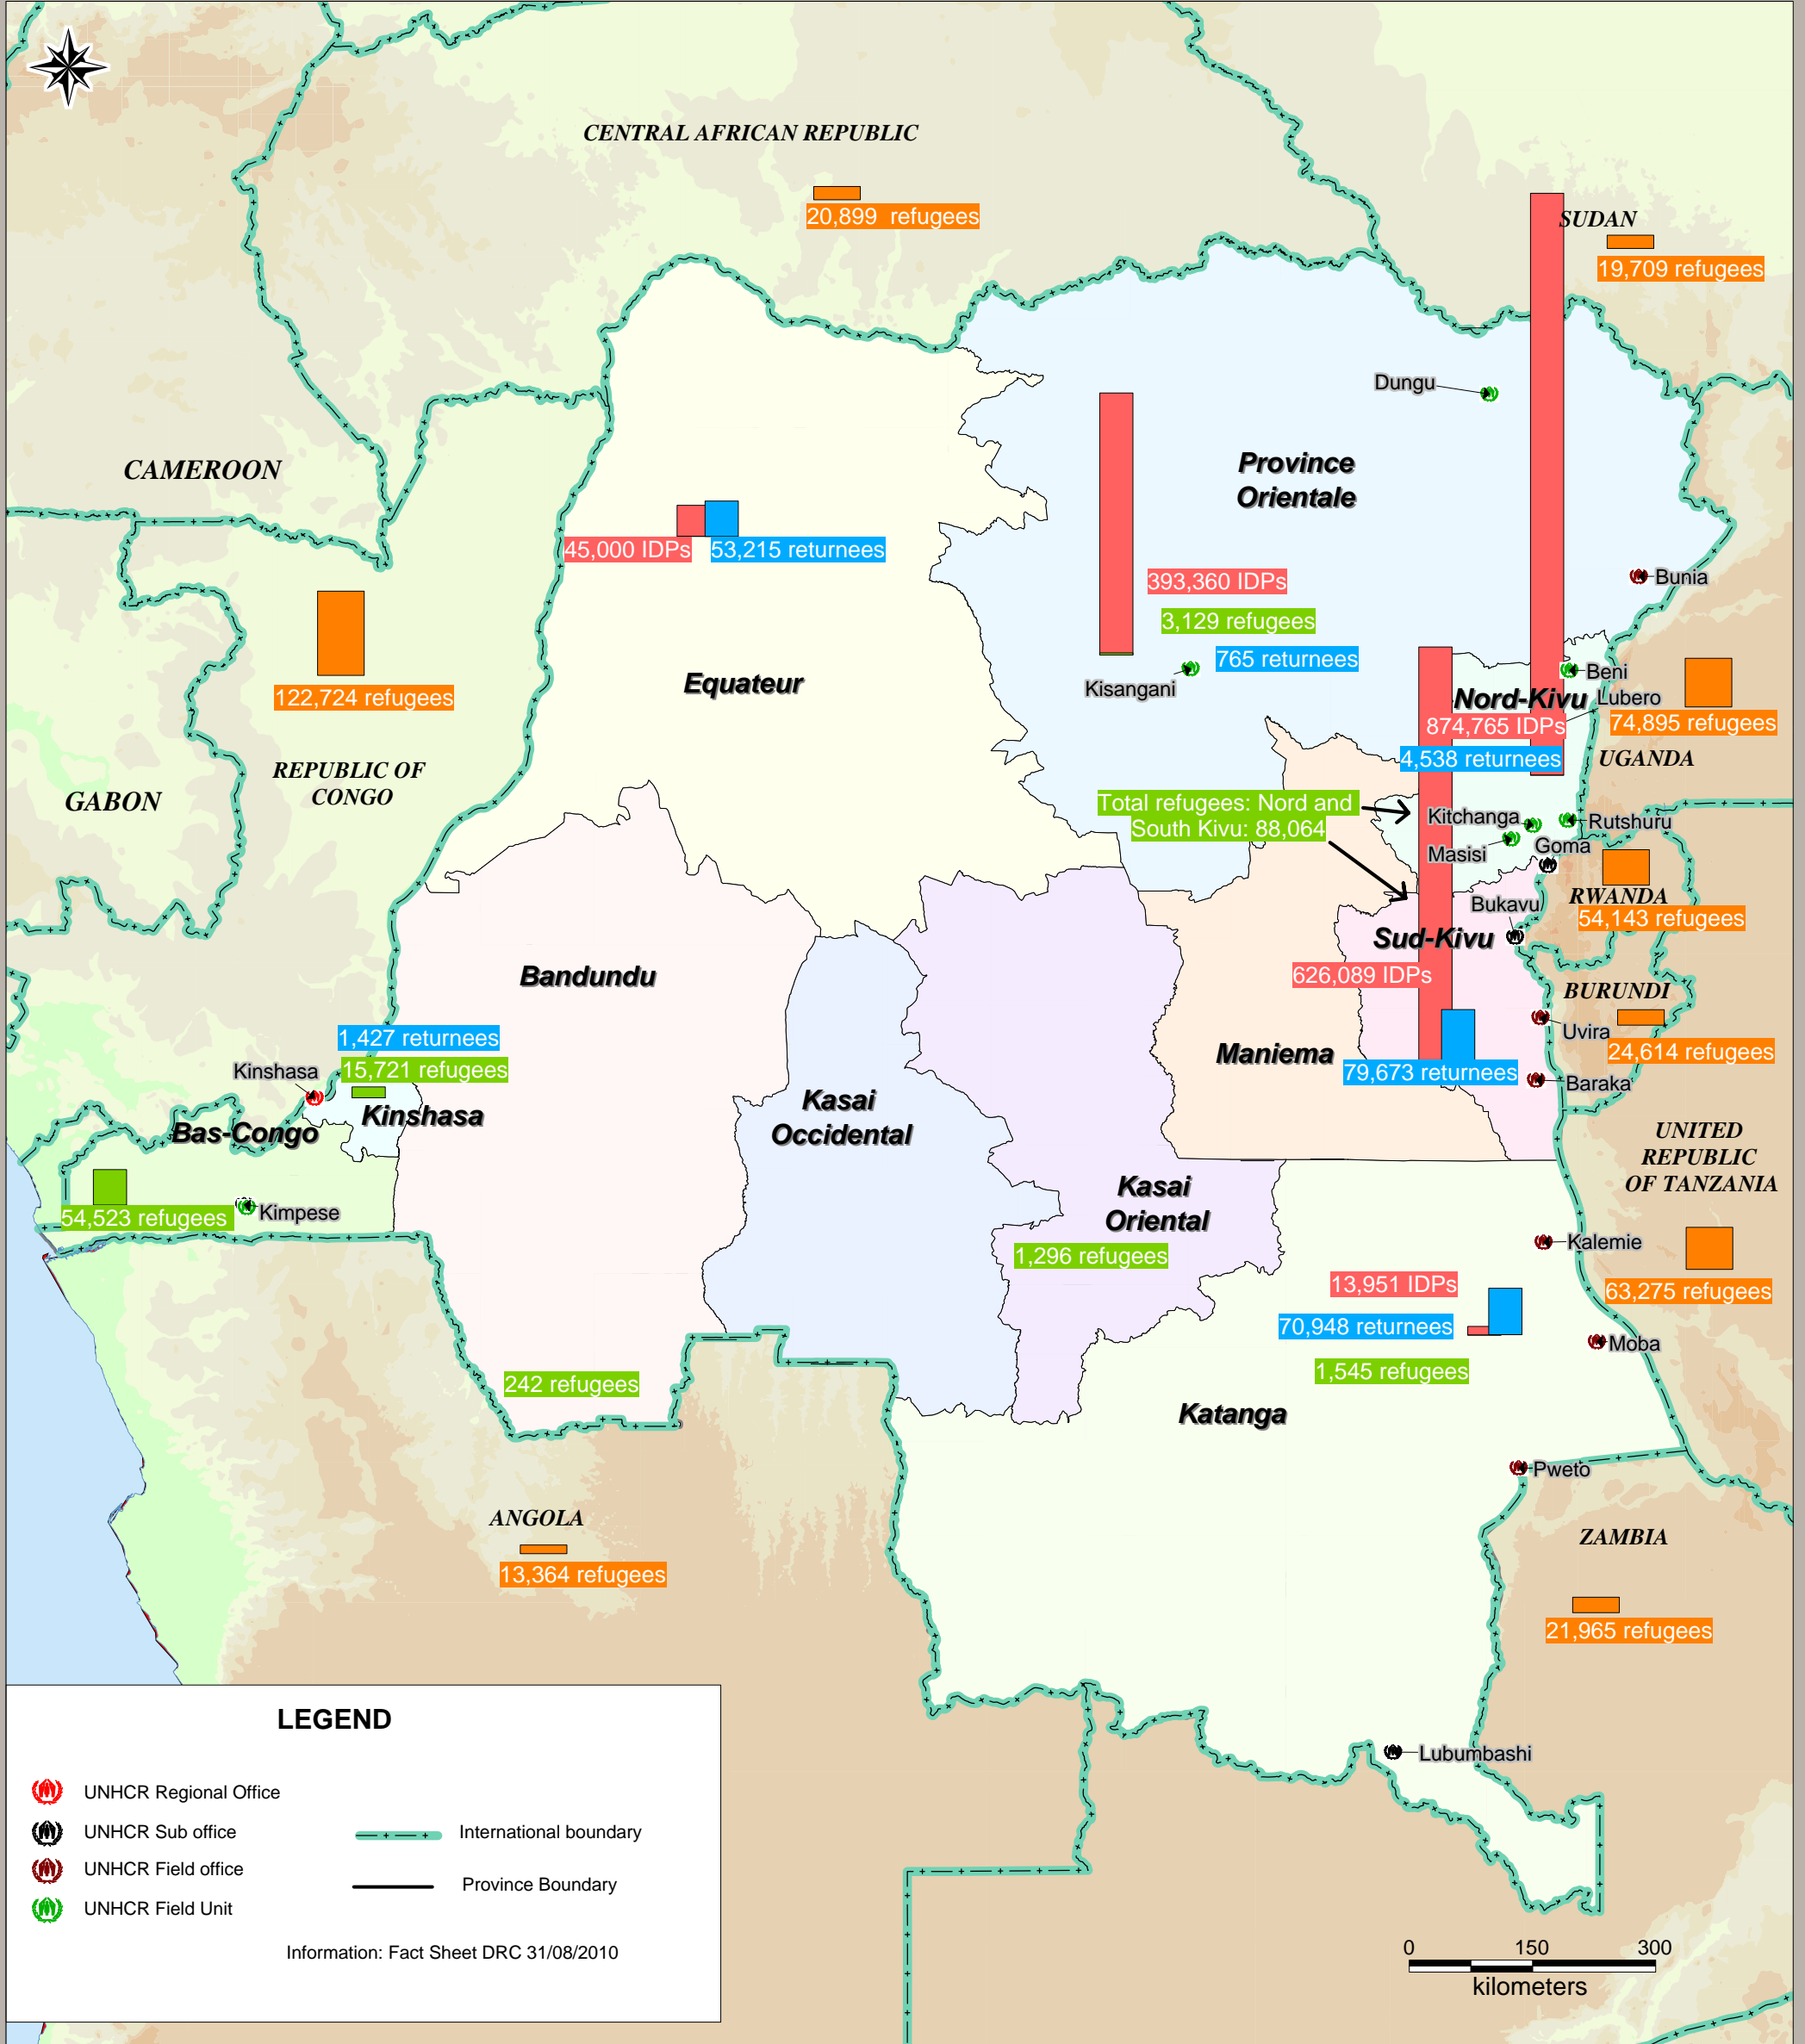 CENTRAL AFRICAN REPUBLIC
20,899 refugees
SUDAN
19,709 refugees
Dungu
CAMEROON
Province
Orientale
45,000 IDPs
53,215 returnees
393,360 IDPs
3,129 refugees
765 returnees
Bunia
Kisangani
Equateur
122,724 refugees
Beni
Nord-Kivu
Lubero
874,765 IDPs
4,538 returnees
74,895 refugees
UGANDA
REPUBLIC OF
CONGO
GABON
Total refugees: Nord and
South Kivu: 88,064
Kitchanga
Rutshuru
Masisi
Goma
RWANDA
54,143 refugees
Bukavu
Sud-Kivu
626,089 IDPs
Bandundu
BURUNDI
Uvira
24,614 refugees
1,427 returnees
15,721 refugees
Kinshasa
Kinshasa
Bas-Congo
Maniema
79,673 returnees
Baraka
Kasai
Occidental
UNITED
REPUBLIC
OF TANZANIA
54,523 refugees
Kimpese
Kasai
Oriental
1,296 refugees
Kalemie
63,275 refugees
13,951 IDPs
70,948 returnees
1,545 refugees
Moba
242 refugees
Katanga
Pweto
ANGOLA
13,364 refugees
ZAMBIA
21,965 refugees
Lubumbashi
LEGEND
UNHCR Regional Office
UNHCR Sub office
UNHCR Field office
UNHCR Field Unit
International boundary
Province Boundary
Information: Fact Sheet DRC 31/08/2010
0 150 300
kilometers